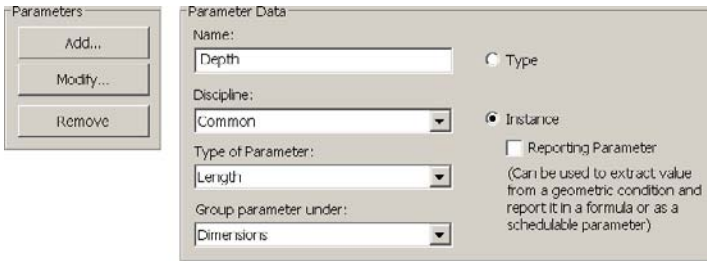 Parameters
Add...
Modify...
Remove
Parameter Data
Name:
Depth
Type
Discipline:
Common
Instance
Reporting Parameter
Type of Parameter:
Length
(Can be used to extract value
from a geometric condition and
report it in a formula or as a
schedulable parameter)
Group parameter under:
Dimensions